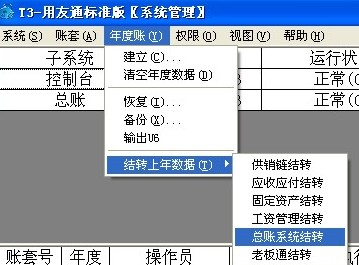 T3-用友通标准版〖系统管理〗
系统(S) 账套(A) 年度账(Y) 权限(O) 视图(V) 帮助(H)
子系统 运行状
控制台 正常(
总账 正常(
建立(C)...
清空年度数据(D)...
恢复(I)...
备份(X)...
输出U6
结转上年数据(T)
供销链结转
应收应付结转
固定资产结转
工资管理结转
总账系统结转
老板通结转
账套号 年度 操作员